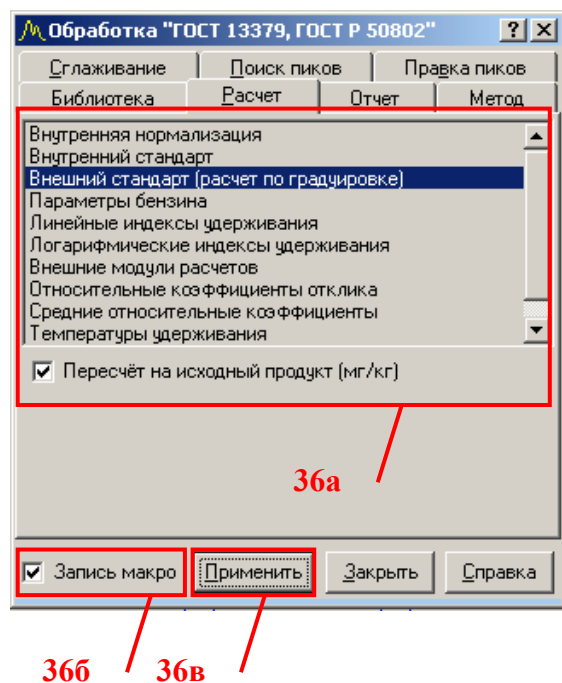 Обработка "ГОСТ 13379, ГОСТ Р 50802"
Сглаживание Поиск пиков Правка пиков
Библиотека Расчет Отчет Метод
Внутренняя нормализация
Внутренний стандарт
Внешний стандарт (расчет по градуировке)
Параметры бензина
Линейные индексы удерживания
Логарифмические индексы удерживания
Внешние модули расчетов
Относительные коэффициенты отклика
Средние относительные коэффициенты
Температуры удерживания
Пересчёт на исходный продукт (мг/кг)
36а
Запись макро Применить Закрыть Справка
36б 36в